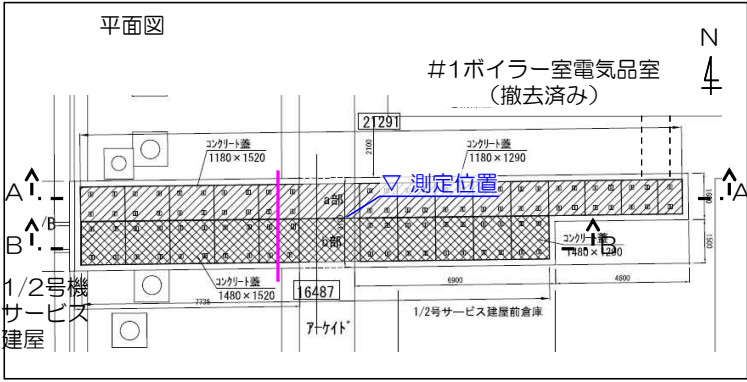 平面図
N
#1ボイラー室電気品室
(撤去済み)
21291
コンクリート蓋
1180×1520
2100
コンクリート蓋
1180×1290
▽ 測定位置
A
A
a部
B
/B
b部
B
コンクリート蓋
1480×1290
1500
1/2号機
サービス
建屋
コンクリート蓋
1480×1520
7736
16487
6900
4600
アーケイド
1/2号サービス建屋前倉庫